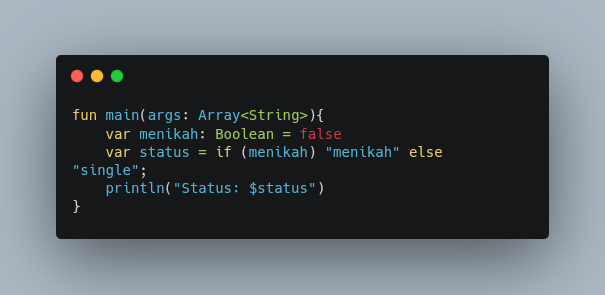 fun main(args: Array<String>){
    var menikah: Boolean = false
    var status = if (menikah) "menikah" else
"single";
    println("Status: $status")
}